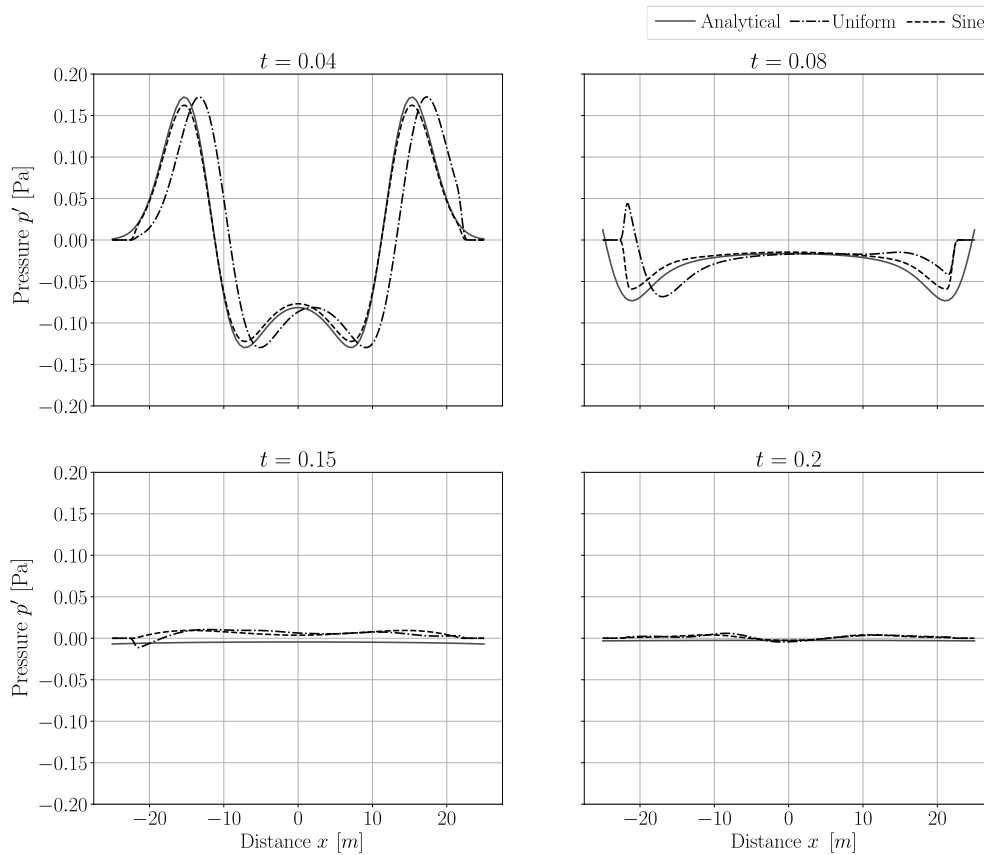 Analytical Uniform Sine
t = 0.04
t = 0.08
0.20
0.15
0.10
0.05
0.00
−0.05
−0.10
−0.15
−0.20
Pressure p′ [Pa]
t = 0.15
t = 0.2
0.20
0.15
0.10
0.05
0.00
−0.05
−0.10
−0.15
−0.20
Pressure p′ [Pa]
−20 −10 0 10 20
−20 −10 0 10 20
Distance x [m]
Distance x [m]